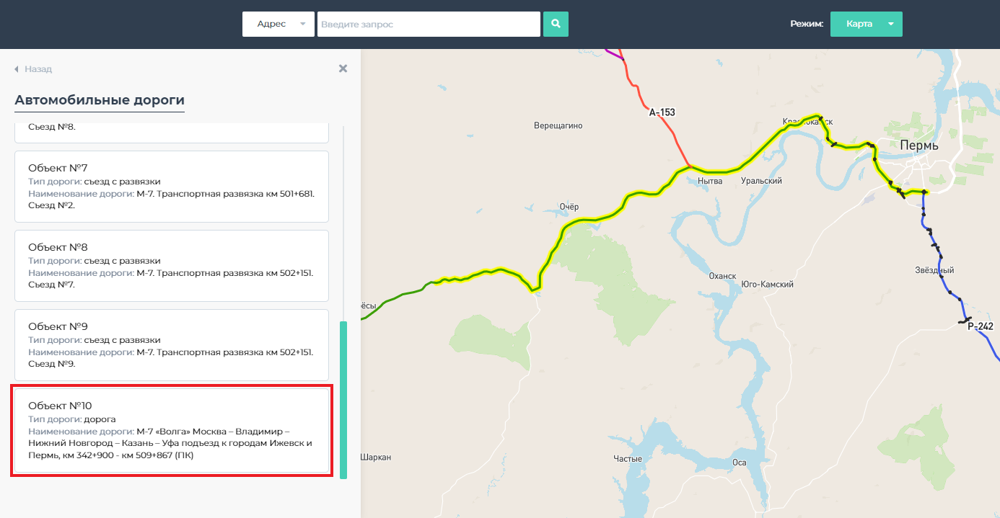 Адрес
Введите запрос
Режим:
Карта
Назад
Автомобильные дороги
Съезд №8.
Объект №7
Тип дороги: съезд с развязки
Наименование дороги: М-7. Транспортная развязка км 501+681.
Съезд №2.
Объект №8
Тип дороги: съезд с развязки
Наименование дороги: М-7. Транспортная развязка км 502+151.
Съезд №7.
Объект №9
Тип дороги: съезд с развязки
Наименование дороги: М-7. Транспортная развязка км 502+151.
Съезд №9.
Объект №10
Тип дороги: дорога
Наименование дороги: М-7 «Волга» Москва – Владимир –
Нижний Новгород – Казань – Уфа подъезд к городам Ижевск и
Пермь, км 342+900 - км 509+867 (ПК)
А-153
Верещагино
Краснокамск
Пермь
Нытва
Уральский
Очёр
Звёздный
Оханск
Юго-Камский
ёсы
Р-242
Шаркан
Частые
Оса